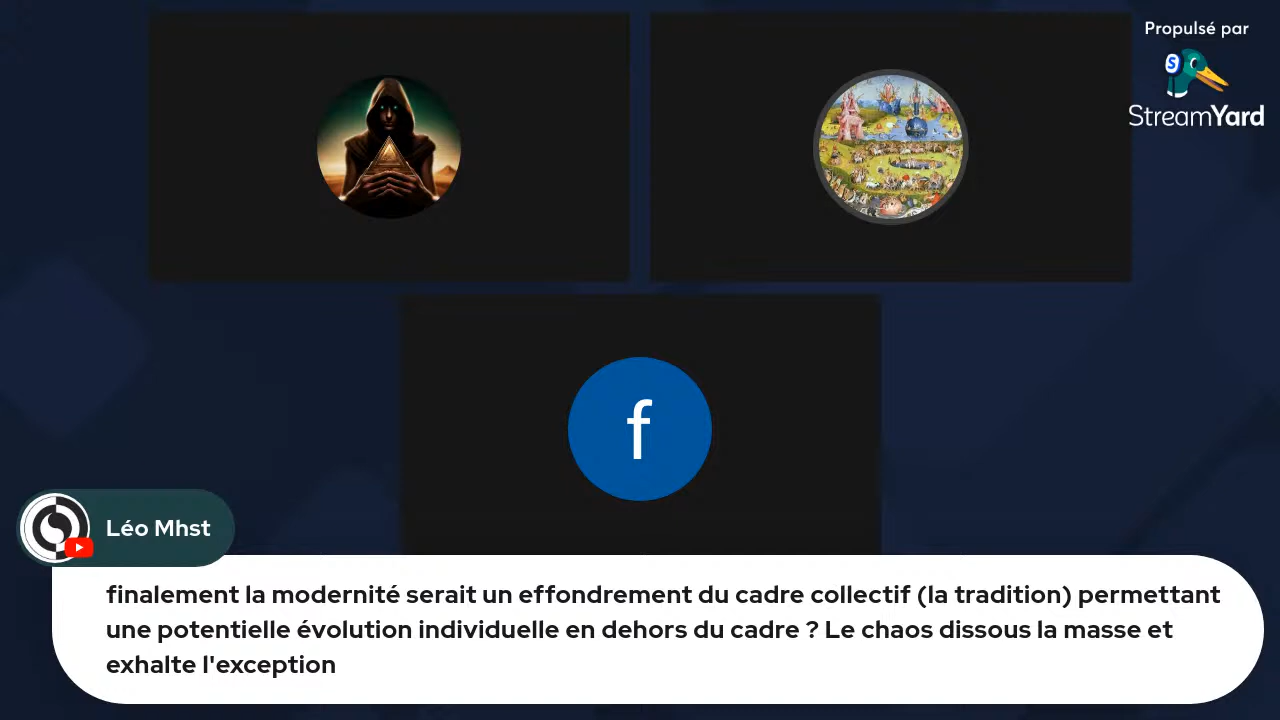 Propulsé par
S
StreamYard
f
Léo Mhst
finalement la modernité serait un effondrement du cadre collectif (la tradition) permettant
une potentielle évolution individuelle en dehors du cadre ? Le chaos dissous la masse et
exhalte l'exception